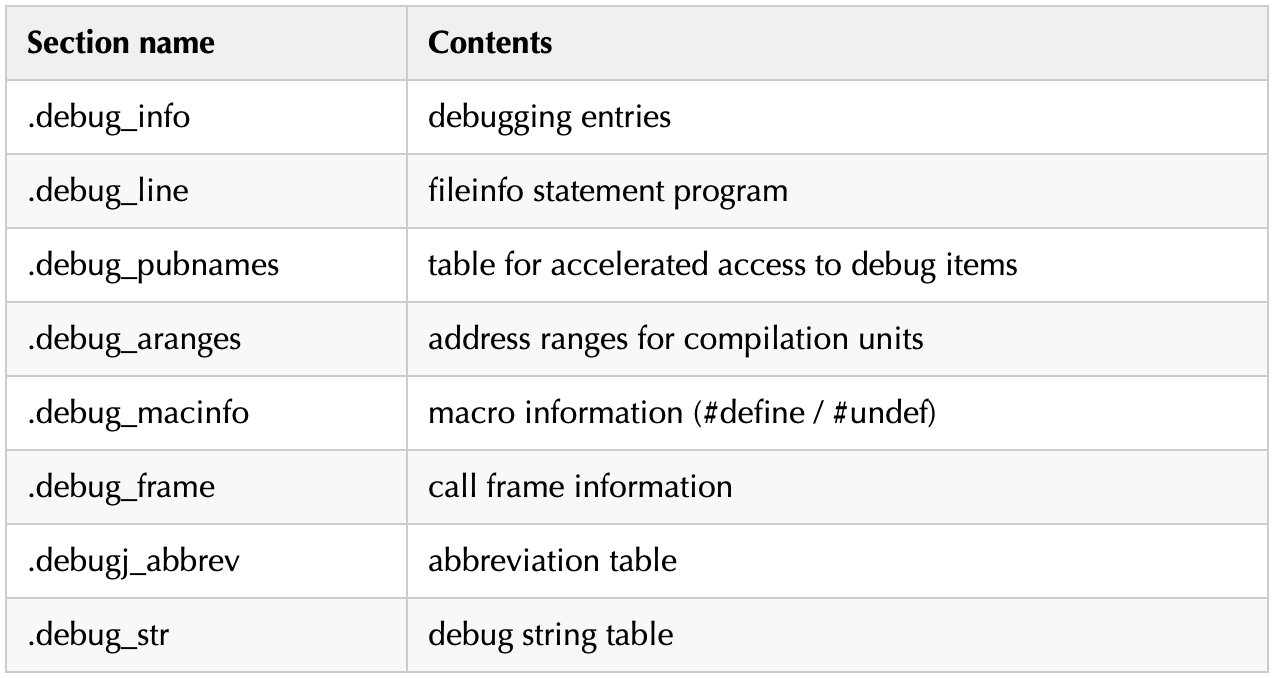 Section name Contents
.debug_info debugging entries
.debug_line fileinfo statement program
.debug_pubnames table for accelerated access to debug items
.debug_aranges address ranges for compilation units
.debug_macinfo macro information (#define / #undef)
.debug_frame call frame information
.debugj_abbrev abbreviation table
.debug_str debug string table